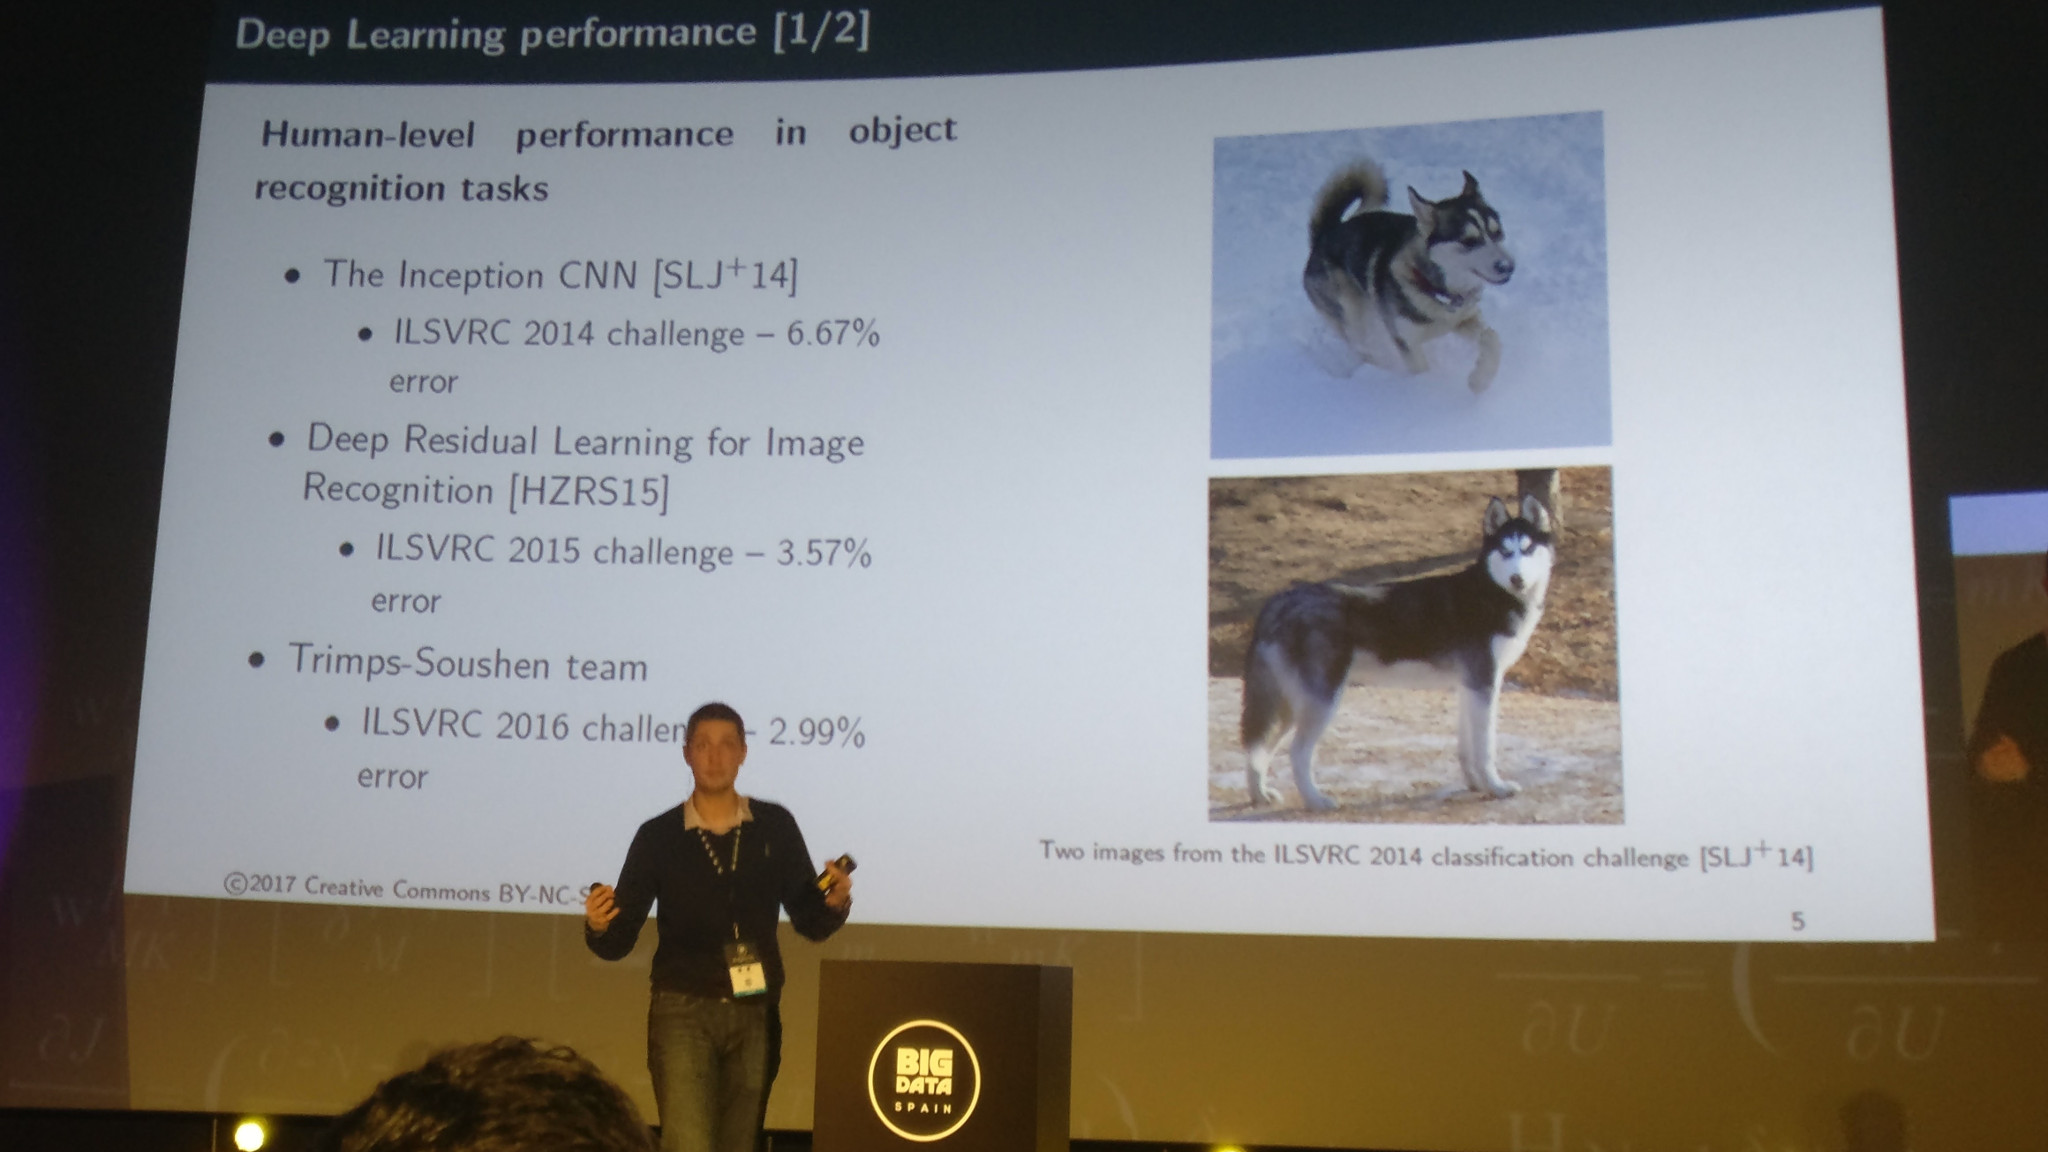 Deep Learning performance [1/2]
Human-level performance in object
recognition tasks
• The Inception CNN [SLJ+14]
• ILSVRC 2014 challenge – 6.67%
error
• Deep Residual Learning for Image
Recognition [HZRS15]
• ILSVRC 2015 challenge – 3.57%
error
• Trimps-Soushen team
• ILSVRC 2016 challen – 2.99%
error
Two images from the ILSVRC 2014 classification challenge [SLJ+14]
©2017 Creative Commons BY-NC-S
5
BIG
DATA
SPAIN